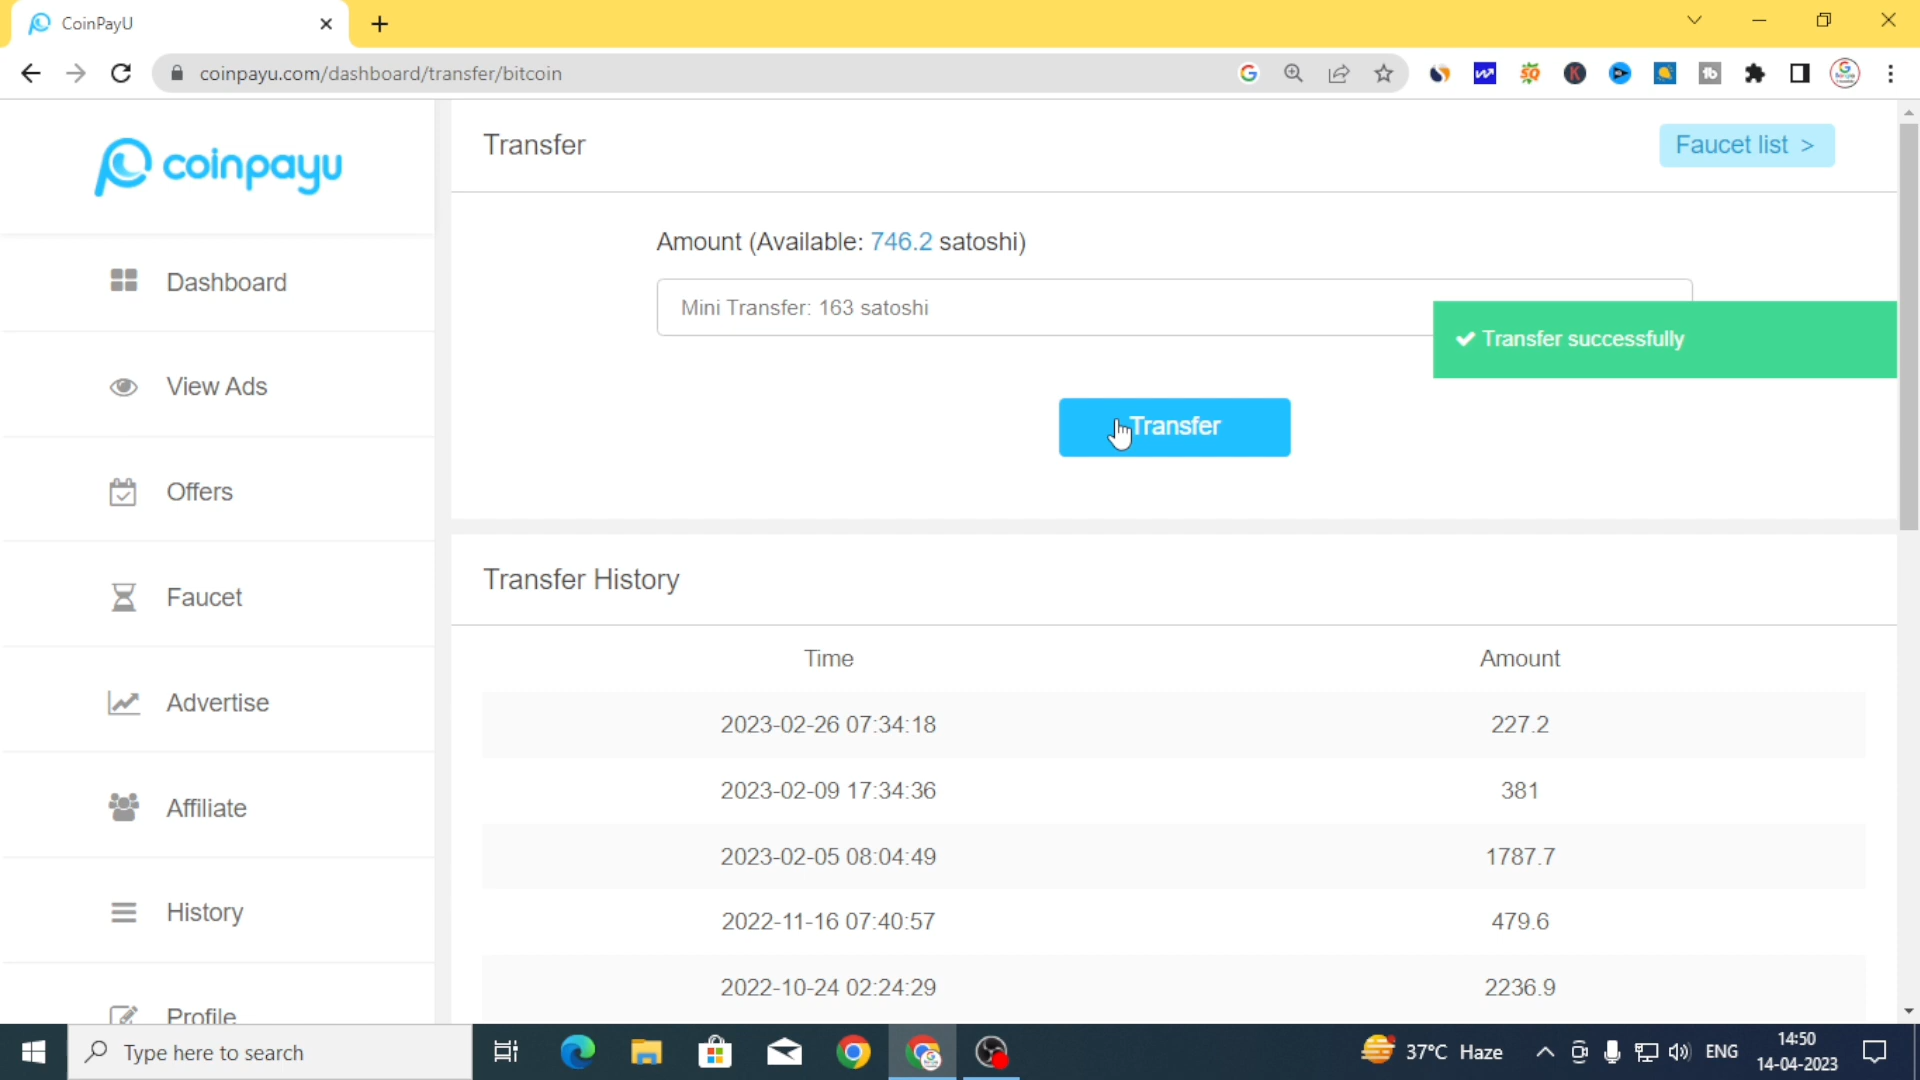 CoinPayU
coinpayu.com/dashboard/transfer/bitcoin
coinpayu
Dashboard
View Ads
Offers
Faucet
Advertise
Affiliate
History
Profile
Transfer
Faucet list >
Amount (Available: 746.2 satoshi)
Mini Transfer: 163 satoshi
Transfer successfully
Transfer
Transfer History
Time Amount
2023-02-26 07:34:18 227.2
2023-02-09 17:34:36 381
2023-02-05 08:04:49 1787.7
2022-11-16 07:40:57 479.6
2022-10-24 02:24:29 2236.9
Type here to search
37°C Haze
ENG
14:50
14-04-2023